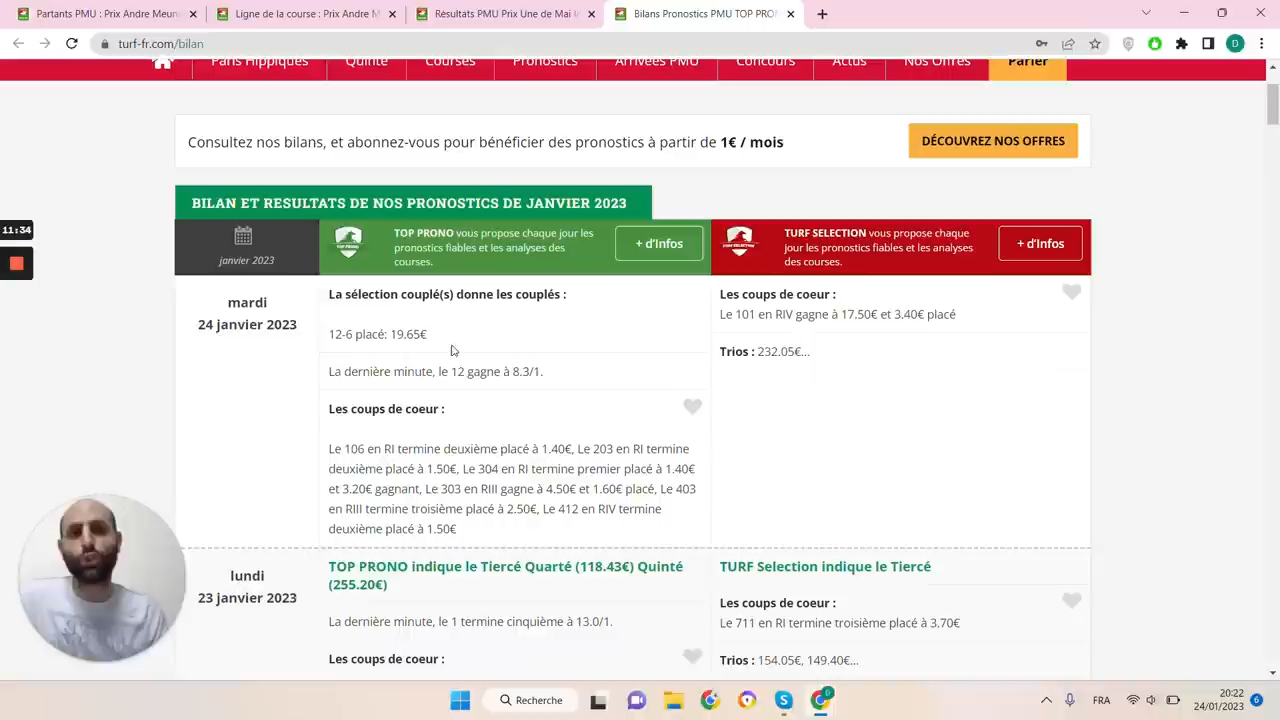 Partants PMU : Prix Andre Meun
Ligne de la course : Prix Andre M
Résultats PMU Prix Une de Mai
Bilans Pronostics PMU TOP PRO
turf-fr.com/bilan
Paris Hippiques
Quinté
Courses
Pronostics
Arrivées PMU
Concours
Actus
Nos Offres
Parier
Consultez nos bilans, et abonnez-vous pour bénéficier des pronostics à partir de 1€ / mois
DÉCOUVREZ NOS OFFRES
BILAN ET RESULTATS DE NOS PRONOSTICS DE JANVIER 2023
janvier 2023
TOP PRONO
TOP PRONO vous propose chaque jour les
pronostics fiables et les analyses des
courses.
+ d'Infos
TURF SELECTION
TURF SELECTION vous propose chaque
jour les pronostics fiables et les analyses
des courses.
+ d'Infos
11:34
mardi
24 janvier 2023
La sélection couplé(s) donne les couplés :
12-6 placé: 19.65€
La dernière minute, le 12 gagne à 8.3/1.
Les coups de coeur :
Le 106 en RI termine deuxième placé à 1.40€, Le 203 en RI termine
deuxième placé à 1.50€, Le 304 en RI termine premier placé à 1.40€
et 3.20€ gagnant, Le 303 en RIII gagne à 4.50€ et 1.60€ placé, Le 403
en RIII termine troisième placé à 2.50€, Le 412 en RIV termine
deuxième placé à 1.50€
Les coups de coeur :
Le 101 en RIV gagne à 17.50€ et 3.40€ placé
Trios : 232.05€...
lundi
23 janvier 2023
TOP PRONO indique le Tiercé Quarté (118.43€) Quinté
(255.20€)
La dernière minute, le 1 termine cinquième à 13.0/1.
Les coups de coeur :
TURF Selection indique le Tiercé
Les coups de coeur :
Le 711 en RI termine troisième placé à 3.70€
Trios : 154.05€, 149.40€...
Recherche
FRA
20:22
24/01/2023
6